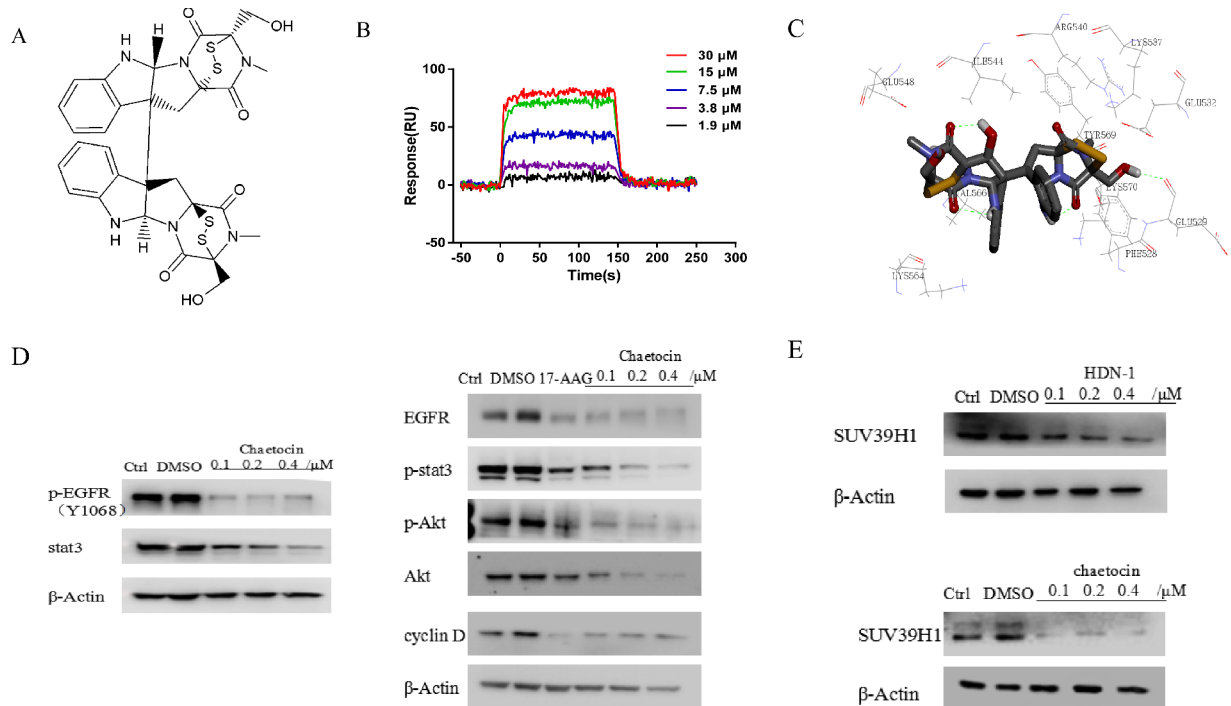 A
H
H
N
N
O
S
S
OH
N
O
N
H
H
N
O
S
S
N
O
HO
B
30 µM
15 µM
7.5 µM
3.8 µM
1.9 µM
Response(RU)
100
50
0
-50
-50 0 50 100 150 200 250 300
Time(s)
C
ARG540
LYS537
ILE544
GLU548
GLU532
TYR569
AL566
LYS570
GLU529
PHE528
LYS564
D
Chaetocin
Ctrl DMSO 0.1 0.2 0.4 /µM
p-EGFR
（Y1068）
stat3
β-Actin
Chaetocin
Ctrl DMSO 17-AAG 0.1 0.2 0.4 /µM
EGFR
p-stat3
p-Akt
Akt
cyclin D
β-Actin
E
HDN-1
Ctrl DMSO 0.1 0.2 0.4 /µM
SUV39H1
β-Actin
chaetocin
Ctrl DMSO 0.1 0.2 0.4 /µM
SUV39H1
β-Actin